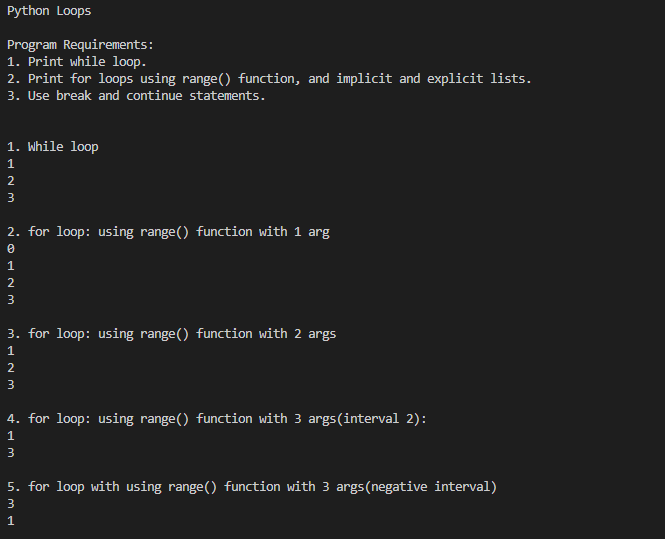 Python Loops
Program Requirements:
1. Print while loop.
2. Print for loops using range() function, and implicit and explicit lists.
3. Use break and continue statements.
1. While loop
1
2
3
2. for loop: using range() function with 1 arg
0
1
2
3
3. for loop: using range() function with 2 args
1
2
3
4. for loop: using range() function with 3 args(interval 2):
1
3
5. for loop with using range() function with 3 args(negative interval)
3
1